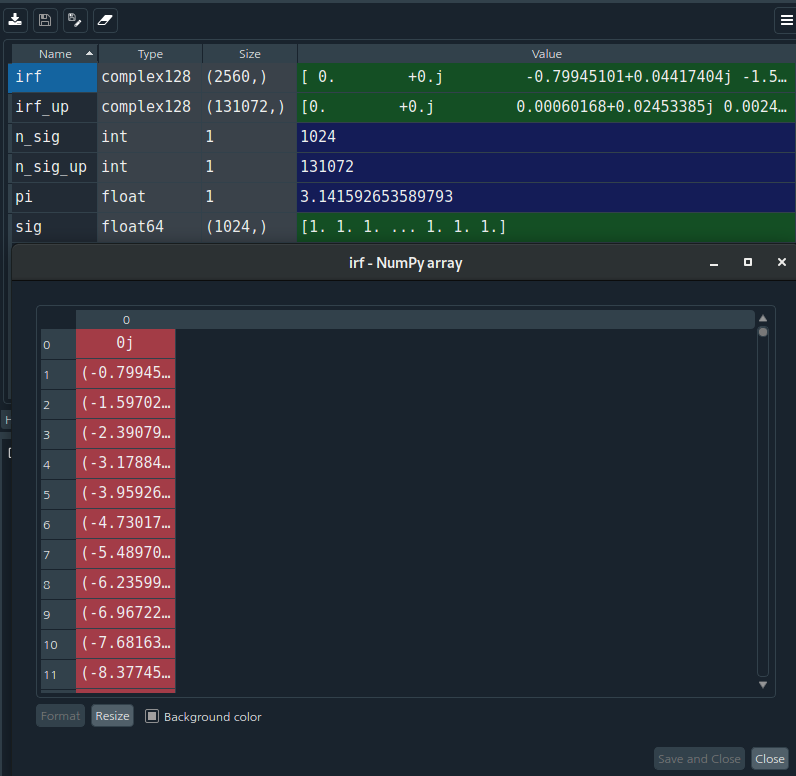 Name Type Size Value
irf complex128 (2560,) [ 0. +0.j -0.79945101+0.04417404j -1.5…
irf_up complex128 (131072,) [0. +0.j 0.00060168+0.02453385j 0.0024…
n_sig int 1 1024
n_sig_up int 1 131072
pi float 1 3.141592653589793
sig float64 (1024,) [1. 1. 1. ... 1. 1. 1.]
irf - NumPy array
0
0 0j
1 (-0.79945…
2 (-1.59702…
3 (-2.39079…
4 (-3.17884…
5 (-3.95926…
6 (-4.73017…
7 (-5.48970…
8 (-6.23599…
9 (-6.96722…
10 (-7.68163…
11 (-8.37745…
Format Resize Background color
Save and Close Close